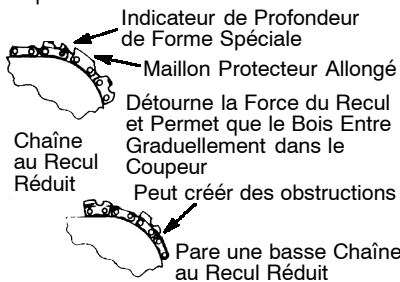 Indicateur de Profondeur
de Forme Spéciale
Maillon Protecteur Allongé
Détourne la Force du Recul
et Permet que le Bois Entre
Graduellement dans le
Coupeur
Chaîne
au Recul
Réduit
Peut créér des obstructions
Pare une basse Chaîne
au Recul Réduit